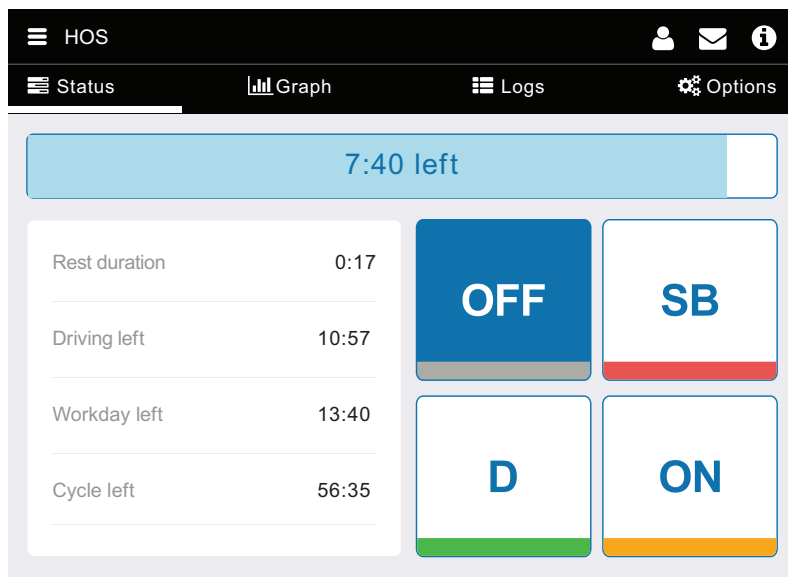 HOS
Status Graph Logs Options
7:40 left
Rest duration 0:17
Driving left 10:57
Workday left 13:40
Cycle left 56:35
OFF SB
D ON